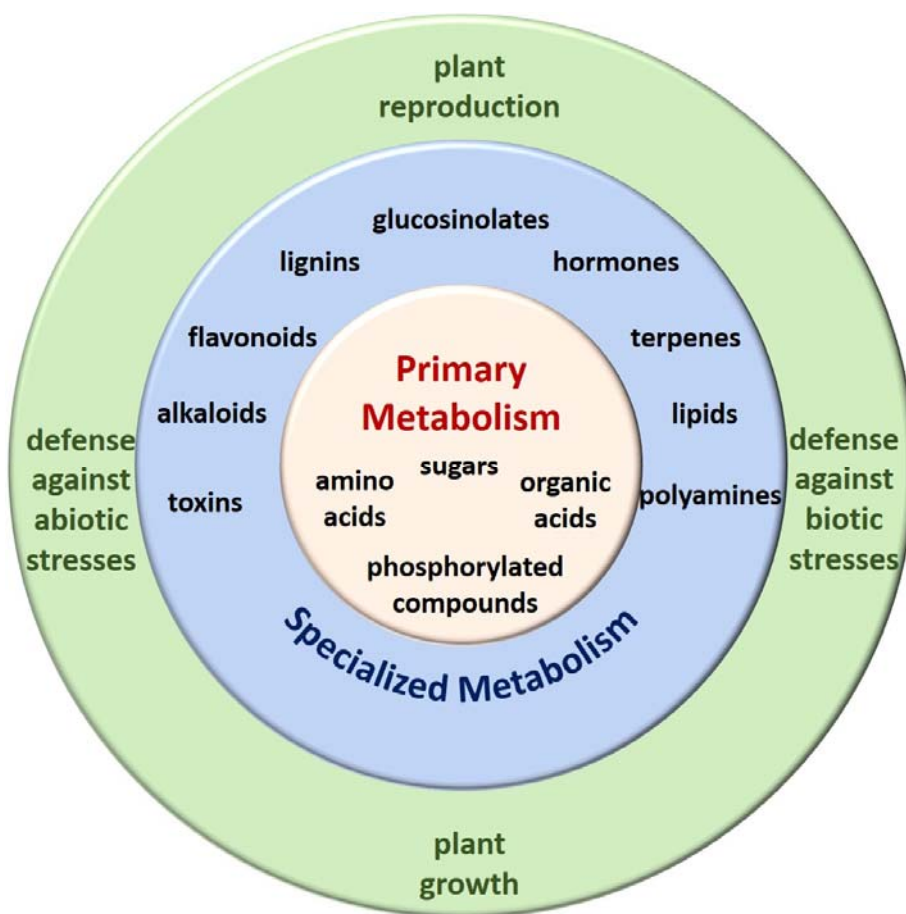 plant
reproduction
glucosinolates
lignins
hormones
flavonoids
terpenes
Primary
Metabolism
alkaloids
lipids
defense
against
abiotic
stresses
sugars
amino
acids
organic
acids
toxins
polyamines
defense
against
biotic
stresses
phosphorylated
compounds
Specialized Metabolism
plant
growth